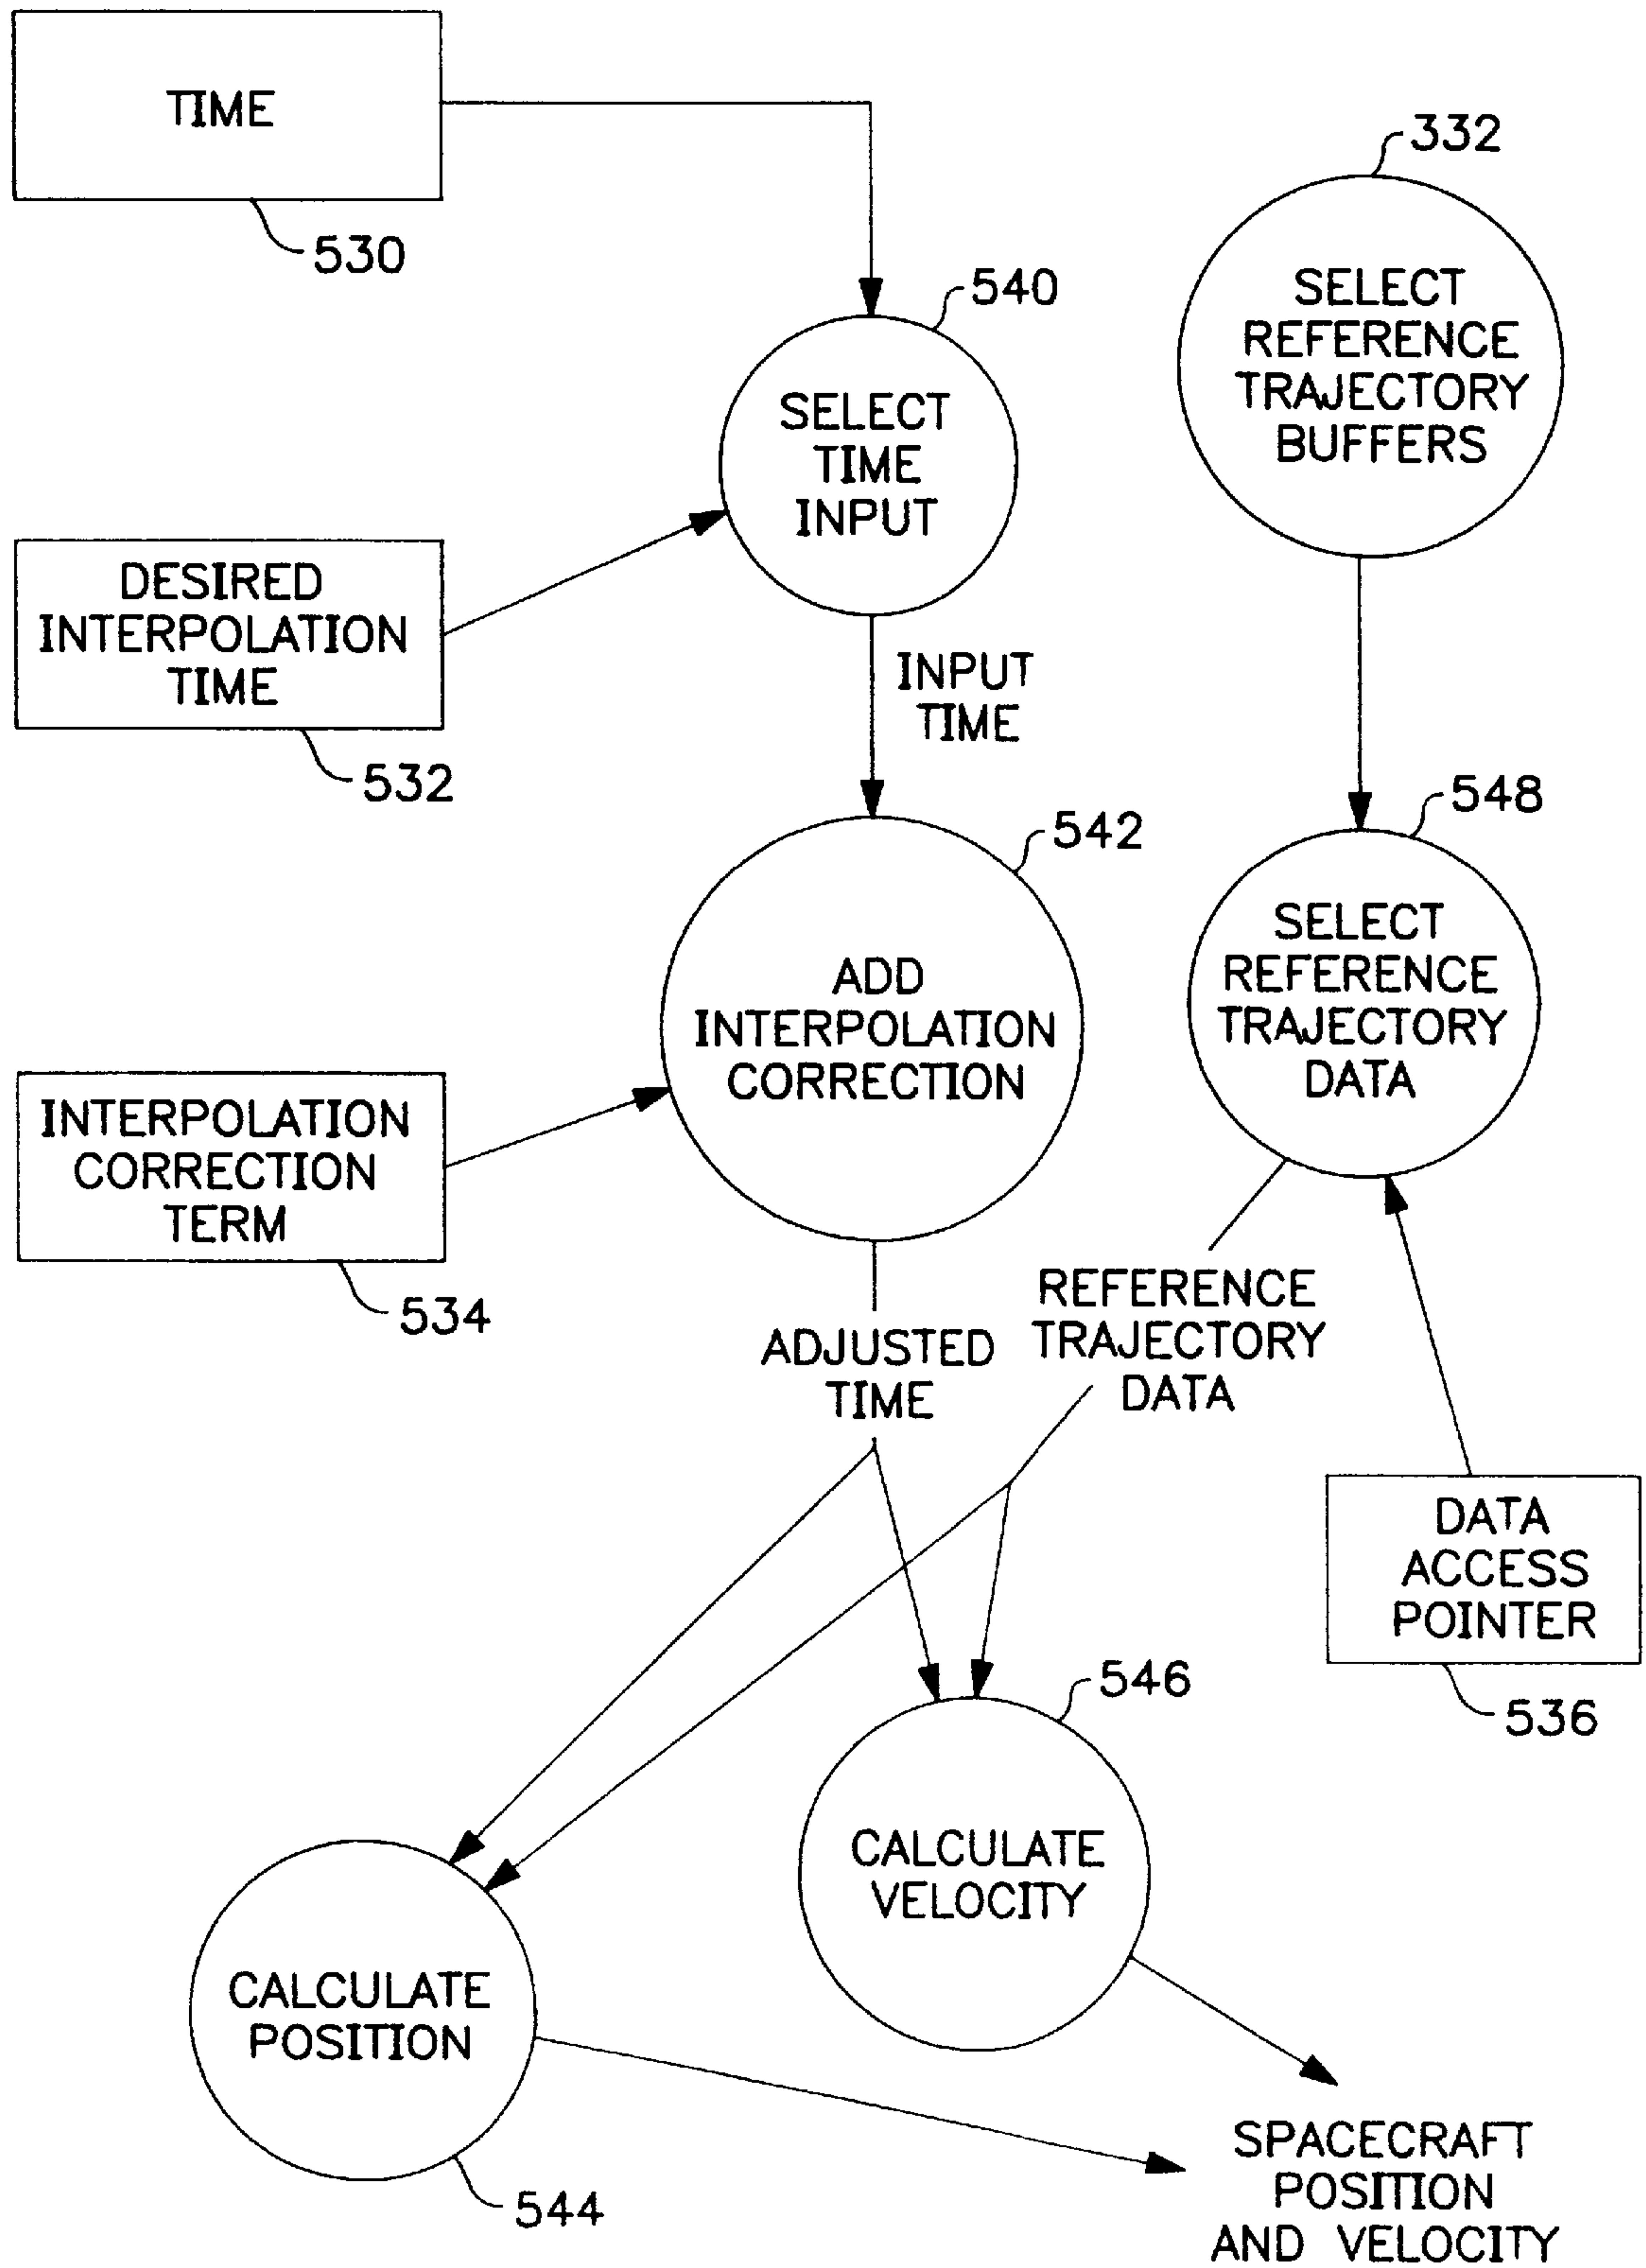 TIME
530
332
SELECT
REFERENCE
TRAJECTORY
BUFFERS
540
SELECT
TIME
INPUT
DESIRED
INTERPOLATION
TIME
532
INPUT
TIME
548
SELECT
REFERENCE
TRAJECTORY
DATA
542
ADD
INTERPOLATION
CORRECTION
INTERPOLATION
CORRECTION
TERM
534
ADJUSTED
TIME
REFERENCE
TRAJECTORY
DATA
DATA
ACCESS
POINTER
536
546
CALCULATE
VELOCITY
CALCULATE
POSITION
544
SPACECRAFT
POSITION
AND VELOCITY